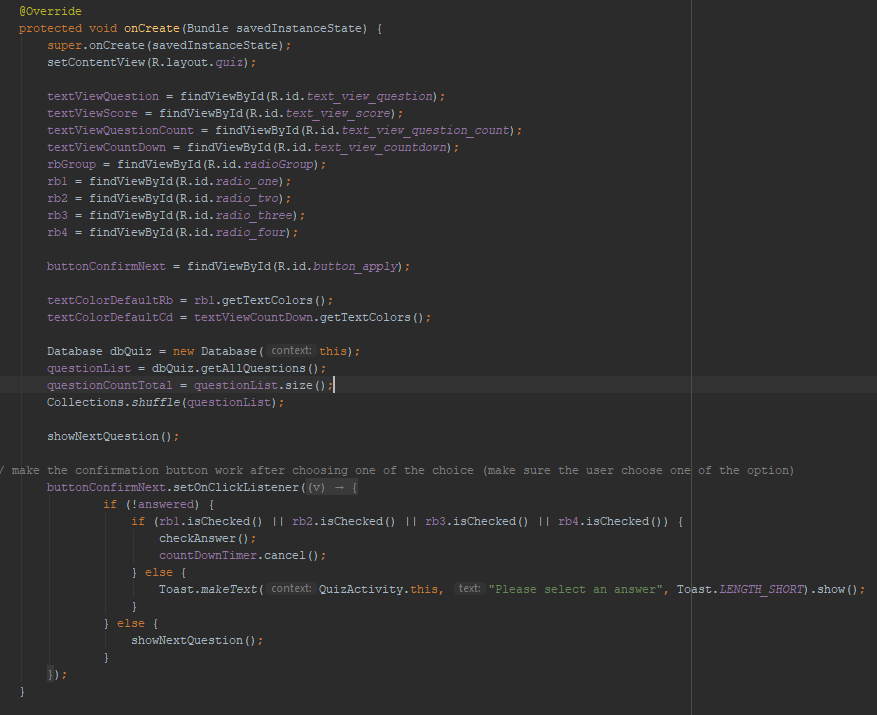 @Override
protected void onCreate(Bundle savedInstanceState) {
super.onCreate(savedInstanceState);
setContentView(R.layout.quiz);
textViewQuestion = findViewById(R.id.text_view_question);
textViewScore = findViewById(R.id.text_view_score);
textViewQuestionCount = findViewById(R.id.text_view_question_count);
textViewCountDown = findViewById(R.id.text_view_countdown);
rbGroup = findViewById(R.id.radioGroup);
rb1 = findViewById(R.id.radio_one);
rb2 = findViewById(R.id.radio_two);
rb3 = findViewById(R.id.radio_three);
rb4 = findViewById(R.id.radio_four);
buttonConfirmNext = findViewById(R.id.button_apply);
textColorDefaultRb = rb1.getTextColors();
textColorDefaultCd = textViewCountDown.getTextColors();
Database dbQuiz = new Database( context: this);
questionList = dbQuiz.getAllQuestions();
questionCountTotal = questionList.size();
Collections.shuffle(questionList);
showNextQuestion();
/ make the confirmation button work after choosing one of the choice (make sure the user choose one of the option)
buttonConfirmNext.setOnClickListener((v) → {
if (!answered) {
if (rb1.isChecked() || rb2.isChecked() || rb3.isChecked() || rb4.isChecked()) {
checkAnswer();
countDownTimer.cancel();
} else {
Toast.makeText( context: QuizActivity.this, text: "Please select an answer", Toast.LENGTH_SHORT).show();
}
} else {
showNextQuestion();
}
});
}